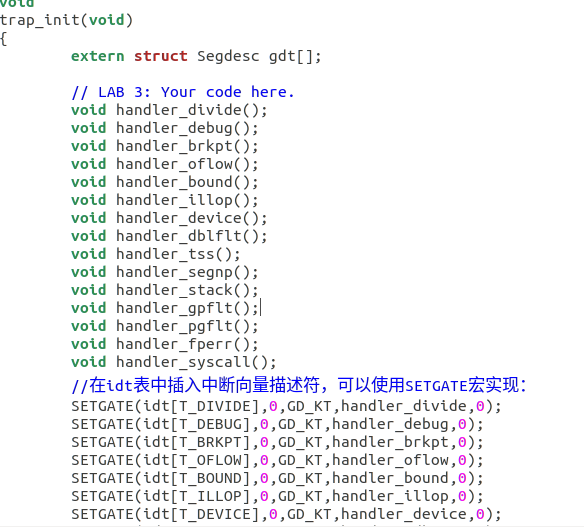 void
trap_init(void)
{
extern struct Segdesc gdt[];
// LAB 3: Your code here.
void handler_divide();
void handler_debug();
void handler_brkpt();
void handler_oflow();
void handler_bound();
void handler_illop();
void handler_device();
void handler_dblflt();
void handler_tss();
void handler_segnp();
void handler_stack();
void handler_gpflt();
void handler_pgflt();
void handler_fperr();
void handler_syscall();
//在idt表中插入中断向量描述符，可以使用SETGATE宏实现：
SETGATE(idt[T_DIVIDE],0,GD_KT,handler_divide,0);
SETGATE(idt[T_DEBUG],0,GD_KT,handler_debug,0);
SETGATE(idt[T_BRKPT],0,GD_KT,handler_brkpt,0);
SETGATE(idt[T_OFLOW],0,GD_KT,handler_oflow,0);
SETGATE(idt[T_BOUND],0,GD_KT,handler_bound,0);
SETGATE(idt[T_ILLOP],0,GD_KT,handler_illop,0);
SETGATE(idt[T_DEVICE],0,GD_KT,handler_device,0);